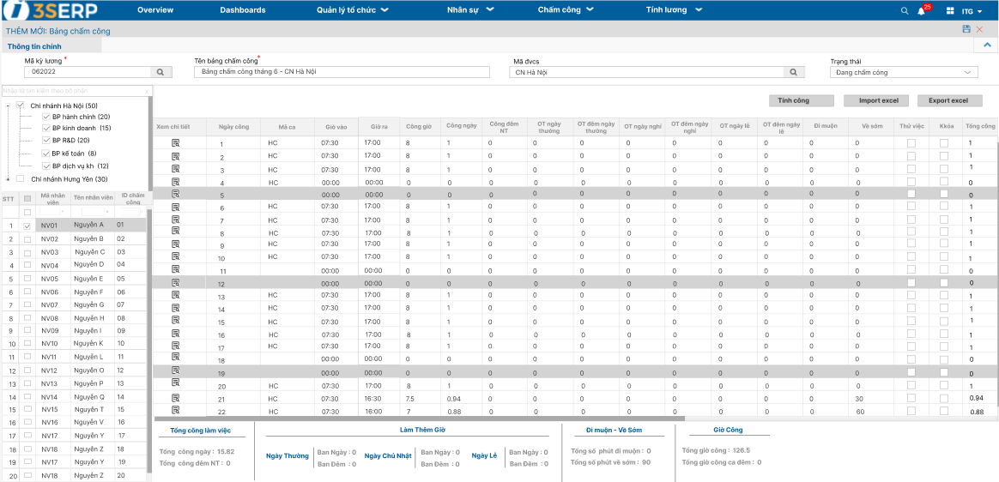 3SERP Overview Dashboards Quản lý tổ chức Nhân sự Chấm công Tính lương 25 ITG
THÊM MỚI: Bảng chấm công
Thông tin chính
Mã kỳ lương * Tên bảng chấm công* Mã đvcs Trạng thái
062022 Bảng chấm công tháng 6 - CN Hà Nội CN Hà Nội Đang chấm công
Nhập từ tìm kiếm theo bộ phận x
Tính công Import excel Export excel
Chi nhánh Hà Nội (50)
BP hành chính (20)
BP kinh doanh (15)
BP R&D (20)
BP kế toán (8)
BP dịch vụ kh (12)
Chi nhánh Hưng Yên (30)
STT Mã nhân viên Tên nhân viên ID chấm công
1 NV01 Nguyễn A 01
2 NV02 Nguyễn B 02
3 NV03 Nguyễn C 03
4 NV04 Nguyễn D 04
5 NV05 Nguyễn E 05
6 NV06 Nguyễn F 06
7 NV07 Nguyễn G 07
8 NV08 Nguyễn H 08
9 NV09 Nguyễn I 09
10 NV10 Nguyễn K 10
11 NV11 Nguyễn L 11
12 NV12 Nguyễn O 12
13 NV13 Nguyễn P 13
14 NV14 Nguyễn Q 14
15 NV15 Nguyễn T 15
16 NV16 Nguyễn V 16
17 NV17 Nguyễn Y 17
18 NV18 Nguyễn Z 18
19 NV17 Nguyễn Y 19
20 NV18 Nguyễn Z 20
Xem chi tiết Ngày công Mã ca Giờ vào Giờ ra Công giờ Công ngày Công đêm NT OT ngày thường OT đêm ngày thường OT ngày nghỉ OT đêm ngày nghỉ OT ngày lễ OT đêm ngày lễ Đi muộn Về sớm Thử việc Khóa Tổng công
1 HC 07:30 17:00 8 1 0 0 0 0 0 0 0 0 0 1
2 HC 07:30 17:00 8 1 0 0 0 0 0 0 0 0 0 1
3 HC 07:30 17:00 8 1 0 0 0 0 0 0 0 0 0 1
4 HC 00:00 00:00 0 0 0 0 0 0 0 0 0 0 0 0
5 00:00 00:00 0 0 0 0 0 0 0 0 0 0 0 0
6 HC 07:30 17:00 8 1 0 0 0 0 0 0 0 0 0 1
7 HC 07:30 17:00 8 1 0 0 0 0 0 0 0 0 0 1
8 HC 07:30 17:00 8 1 0 0 0 0 0 0 0 0 0 1
9 HC 07:30 17:00 8 1 0 0 0 0 0 0 0 0 0 1
10 HC 07:30 17:00 8 1 0 0 0 0 0 0 0 0 0 1
11 00:00 00:00 0 0 0 0 0 0 0 0 0 0 0 0
12 00:00 00:00 0 0 0 0 0 0 0 0 0 0 0 0
13 HC 07:30 17:00 8 1 0 0 0 0 0 0 0 0 0 1
14 HC 07:30 17:00 8 1 0 0 0 0 0 0 0 0 0 1
15 HC 07:30 17:00 8 1 0 0 0 0 0 0 0 0 0 1
16 HC 07:30 17:00 8 1 0 0 0 0 0 0 0 0 0 1
17 HC 07:30 17:00 8 1 0 0 0 0 0 0 0 0 0 1
18 00:00 00:00 0 0 0 0 0 0 0 0 0 0 0 0
19 00:00 00:00 0 0 0 0 0 0 0 0 0 0 0 0
20 HC 07:30 17:00 8 1 0 0 0 0 0 0 0 0 0 1
21 HC 07:30 16:30 7.5 0.94 0 0 0 0 0 0 0 0 30 0.94
22 HC 07:30 16:00 7 0.88 0 0 0 0 0 0 0 0 60 0.88
Tổng công làm việc Làm Thêm Giờ Đi muộn - Về Sớm Giờ Công
Tổng công ngày : 15.82
Tổng công đêm NT : 0
Ngày Thường Ban Ngày : 0
Ban Đêm : 0
Ngày Chủ Nhật Ban Ngày : 0
Ban Đêm : 0
Ngày Lễ Ban Ngày : 0
Ban Đêm : 0
Tổng số phút đi muộn : 0
Tổng số phút về sớm : 90
Tổng giờ công : 126.5
Tổng giờ công ca đêm : 0